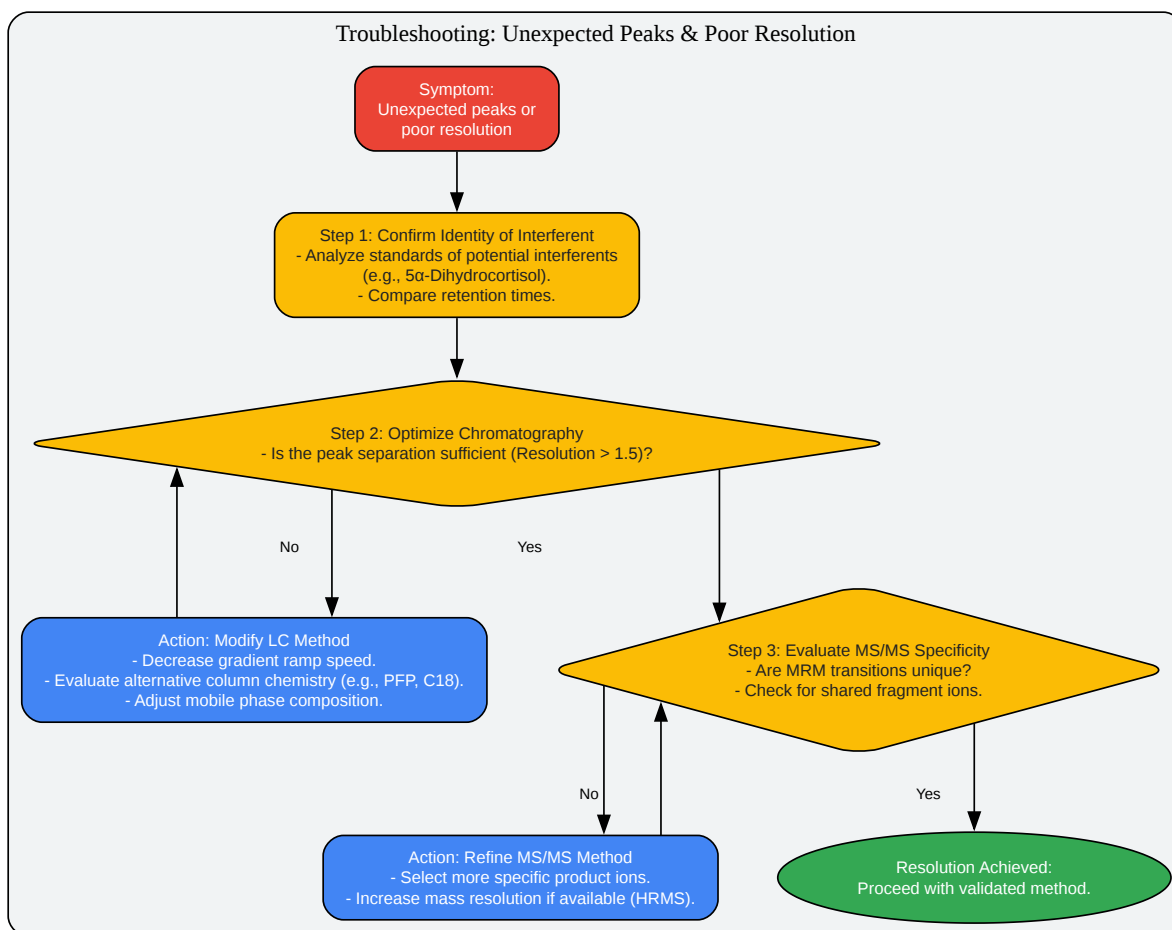 Troubleshooting: Unexpected Peaks & Poor Resolution
Symptom:
Unexpected peaks or
poor resolution
Step 1: Confirm Identity of Interferent
- Analyze standards of potential interferents
(e.g., 5α-Dihydrocortisol).
- Compare retention times.
Step 2: Optimize Chromatography
- Is the peak separation sufficient (Resolution > 1.5)?
No
Yes
Action: Modify LC Method
- Decrease gradient ramp speed.
- Evaluate alternative column chemistry (e.g., PFP, C18).
- Adjust mobile phase composition.
Step 3: Evaluate MS/MS Specificity
- Are MRM transitions unique?
- Check for shared fragment ions.
No
Yes
Action: Refine MS/MS Method
- Select more specific product ions.
- Increase mass resolution if available (HRMS).
Resolution Achieved:
Proceed with validated method.